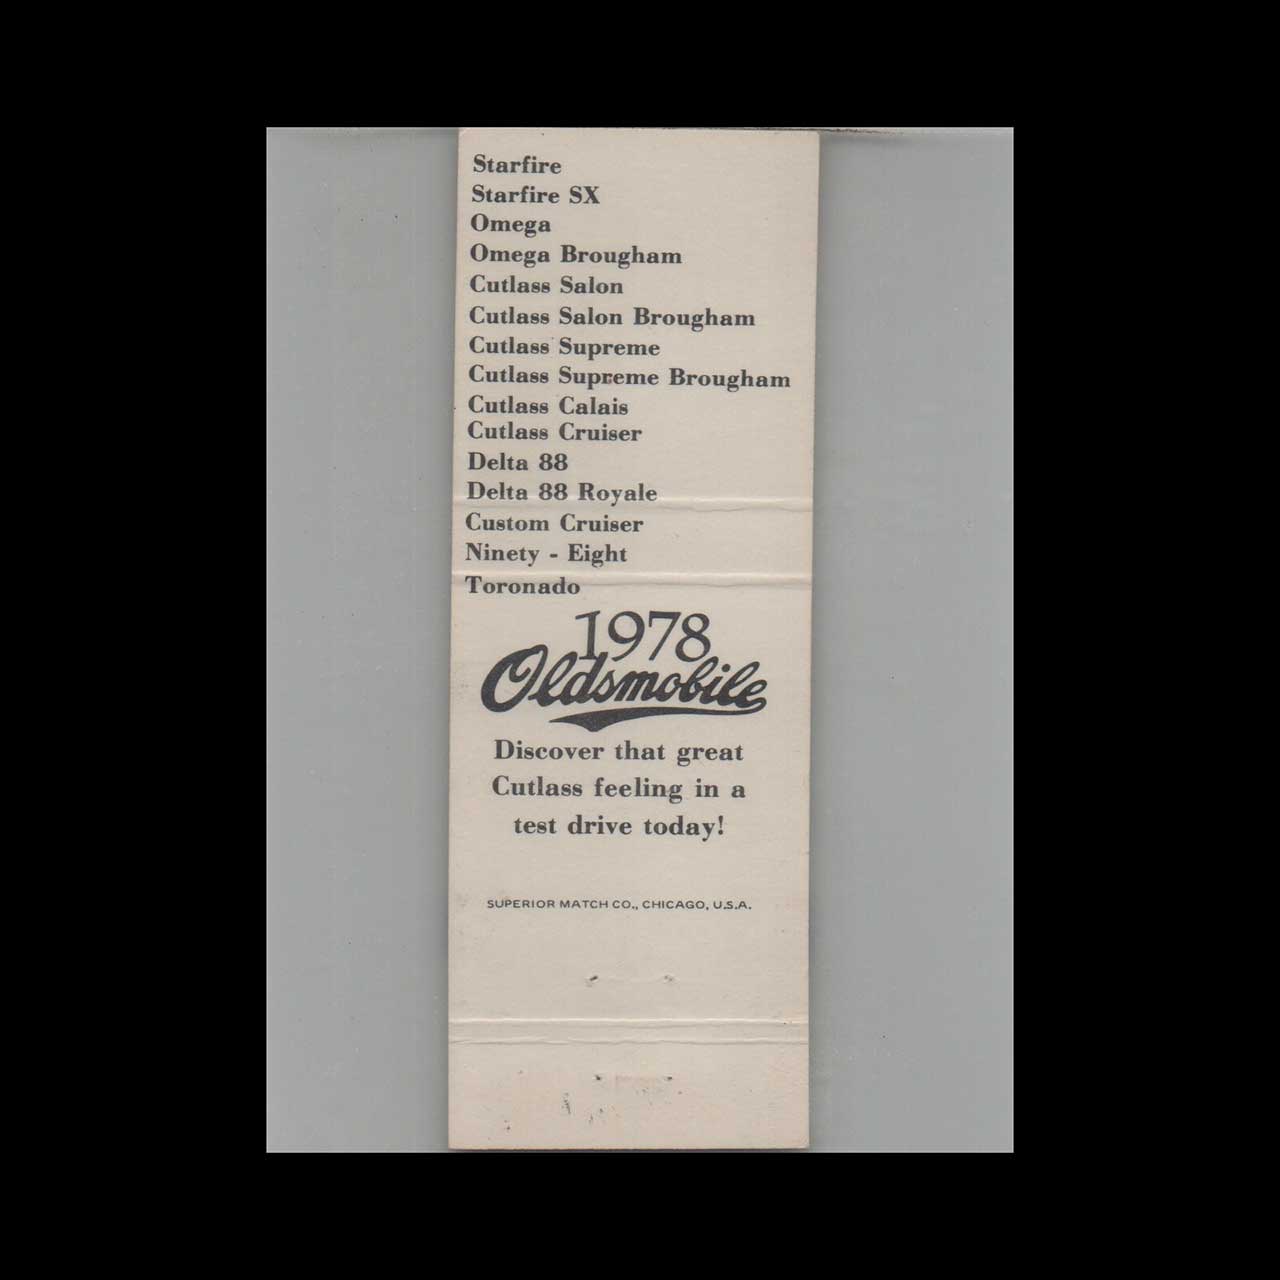 Starfire
Starfire SX
Omega
Omega Brougham
Cutlass Salon
Cutlass Salon Brougham
Cutlass Supreme
Cutlass Supreme Brougham
Cutlass Calais
Cutlass Cruiser
Delta 88
Delta 88 Royale
Custom Cruiser
Ninety - Eight
Toronado
1978
Oldsmobile
Discover that great
Cutlass feeling in a
test drive today!
SUPERIOR MATCH CO., CHICAGO, U.S.A.